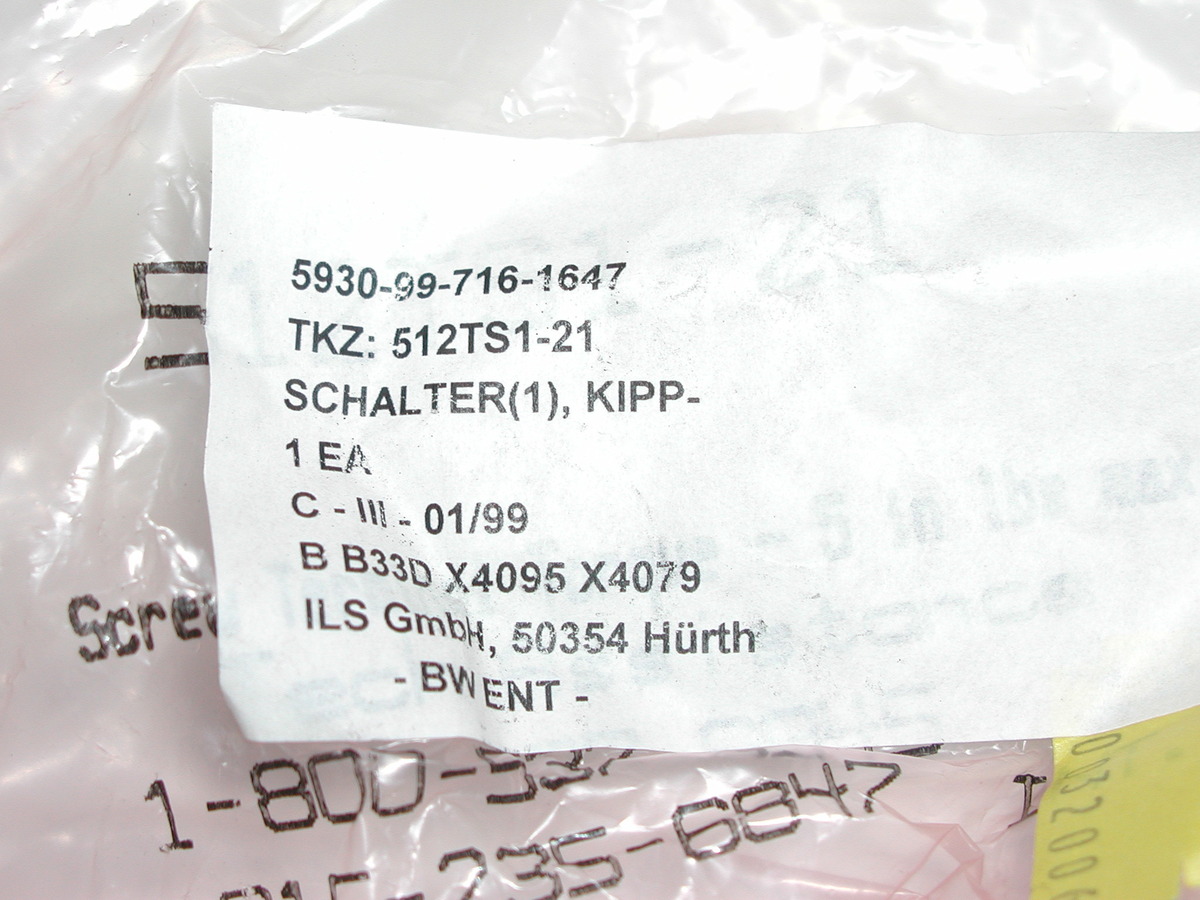 5930-99-716-1647
TKZ: 512TS1-21
SCHALTER(1), KIPP-
1 EA
C - III - 01/99
B B33D X4095 X4079
ILS GmbH, 50354 Hürth
- BWENT -
1-800-
235-6847
0032006